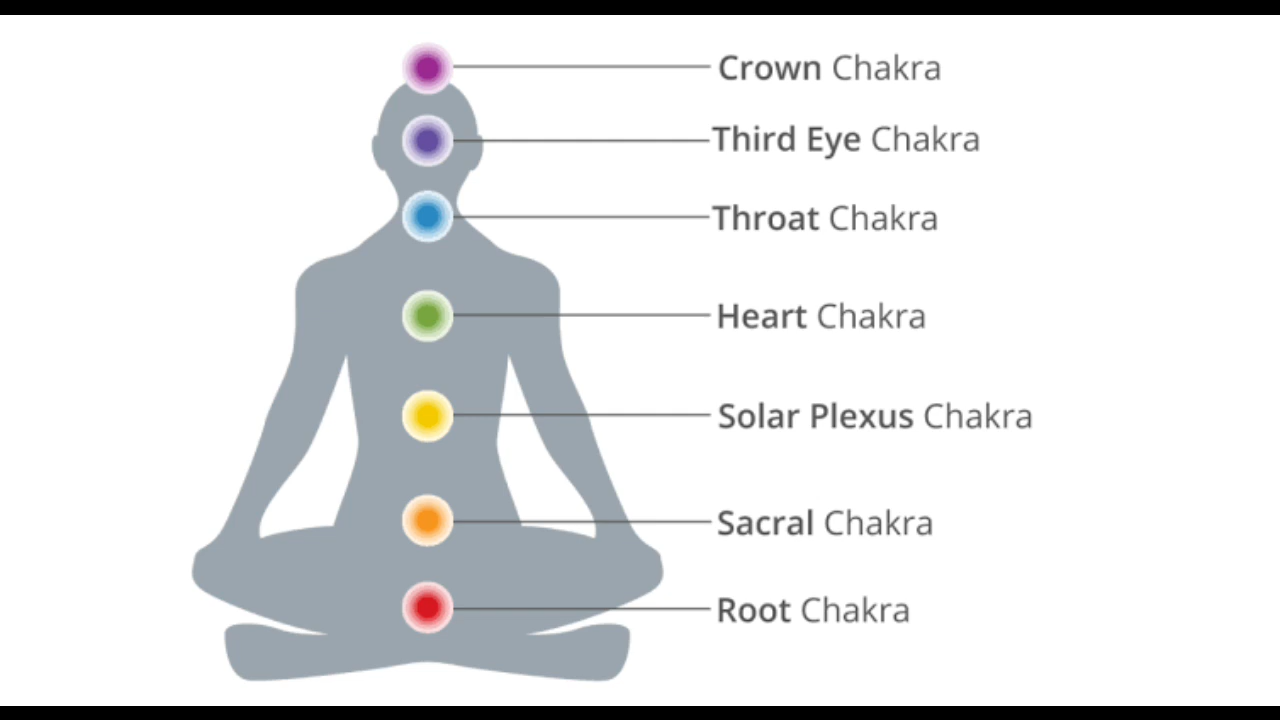 Crown Chakra
Third Eye Chakra
Throat Chakra
Heart Chakra
Solar Plexus Chakra
Sacral Chakra
Root Chakra